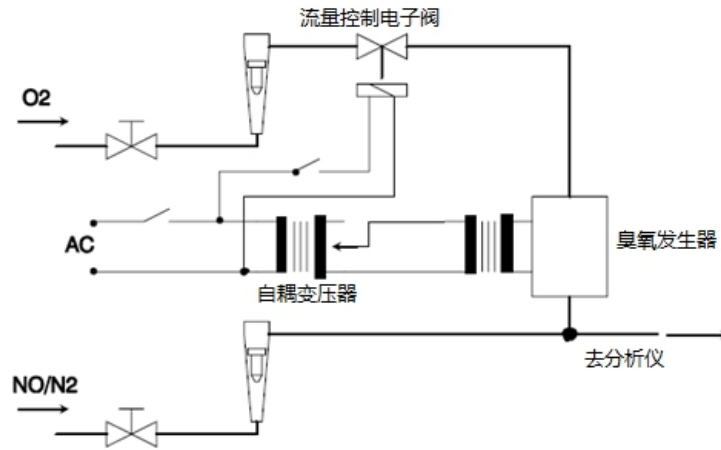 流量控制电子阀
O2
AC
臭氧发生器
自耦变压器
去分析仪
NO/N2